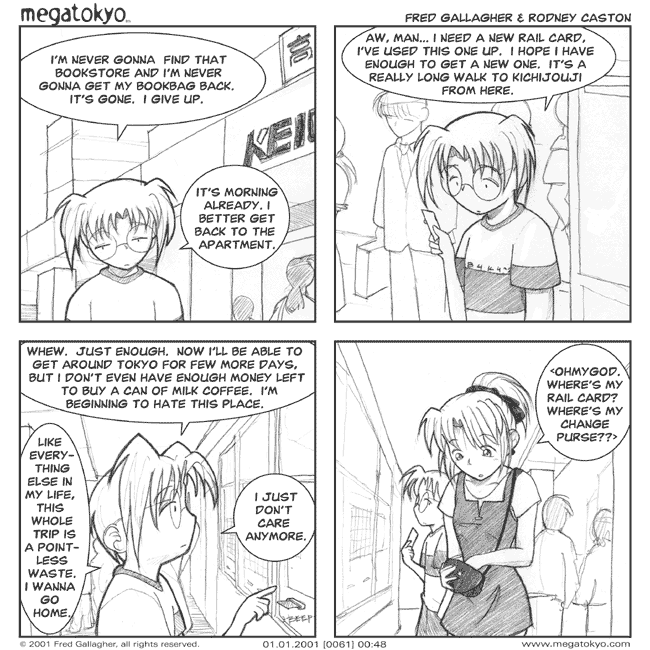 megatokyo
FRED GALLAGHER & RODNEY CASTON
I'M NEVER GONNA FIND THAT
BOOKSTORE AND I'M NEVER
GONNA GET MY BOOKBAG BACK.
IT'S GONE. I GIVE UP.
高
KEIO
IT'S MORNING
ALREADY. I
BETTER GET
BACK TO THE
APARTMENT.
AW, MAN... I NEED A NEW RAIL CARD,
I'VE USED THIS ONE UP. I HOPE I HAVE
ENOUGH TO GET A NEW ONE. IT'S A
REALLY LONG WALK TO KICHIJOUJI
FROM HERE.
WHEW. JUST ENOUGH. NOW I'LL BE ABLE TO
GET AROUND TOKYO FOR FEW MORE DAYS,
BUT I DON'T EVEN HAVE ENOUGH MONEY LEFT
TO BUY A CAN OF MILK COFFEE. I'M
BEGINNING TO HATE THIS PLACE.
LIKE
EVERY-
THING
ELSE IN
MY LIFE,
THIS
WHOLE
TRIP IS
A POINT-
LESS
WASTE.
I WANNA
GO
HOME.
I JUST
DON'T
CARE
ANYMORE.
BEEP
<OHMYGOD.
WHERE'S MY
RAIL CARD?
WHERE'S MY
CHANGE
PURSE??>
© 2001 Fred Gallagher, all rights reserved.
01.01.2001 [0061] 00:48
www.megatokyo.com